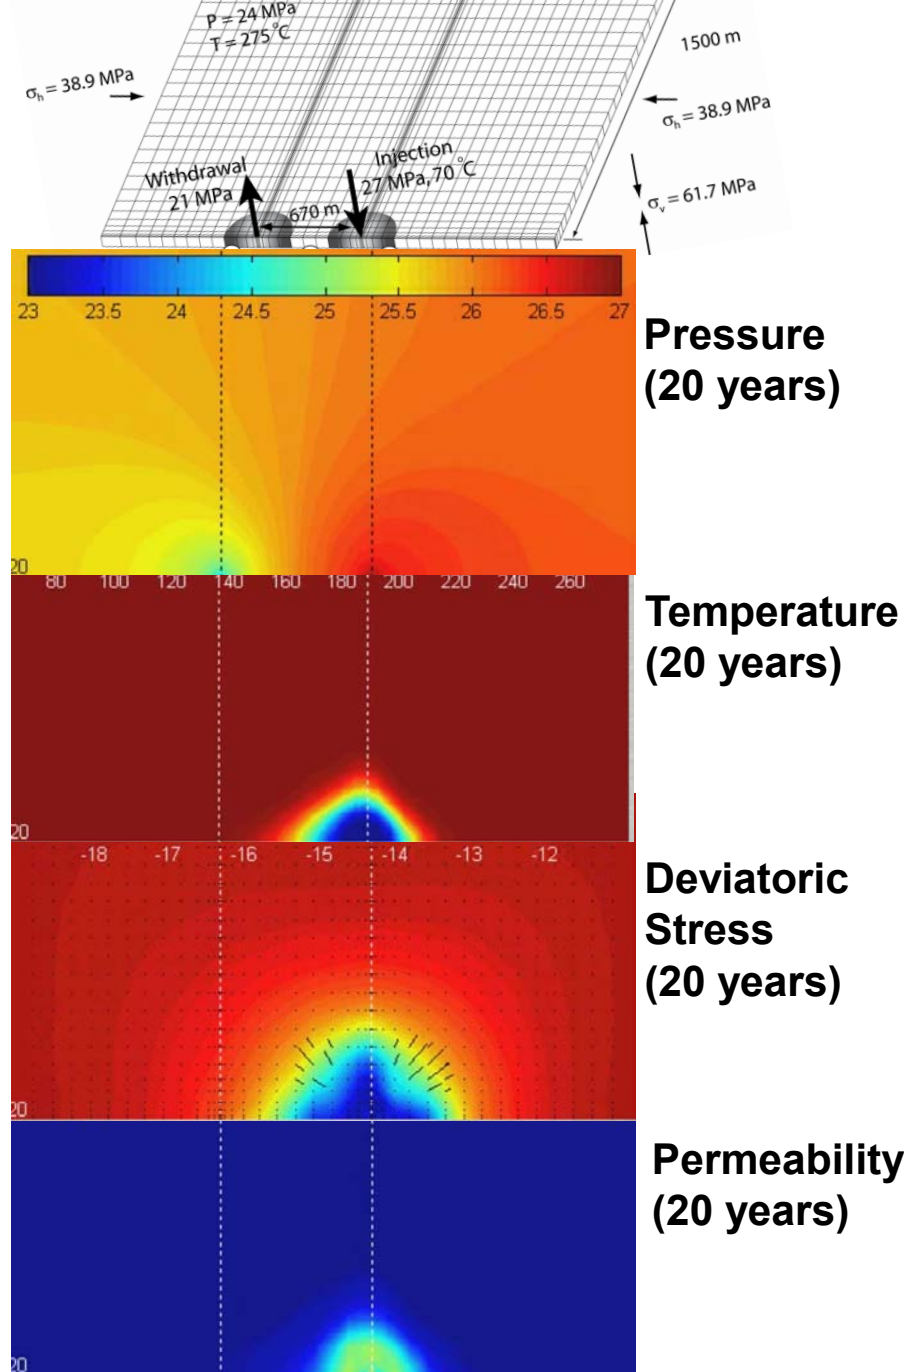 P = 24 MPa
T = 275 °C
1500 m
σh = 38.9 MPa
σh = 38.9 MPa
Withdrawal
21 MPa
Injection
27 MPa, 70 °C
670 m
σv = 61.7 MPa
23 23.5 24 24.5 25 25.5 26 26.5 27
Pressure
(20 years)
20
80 100 120 140 160 180 200 220 240 260
Temperature
(20 years)
20
-18 -17 -16 -15 -14 -13 -12
Deviatoric
Stress
(20 years)
20
Permeability
(20 years)
20